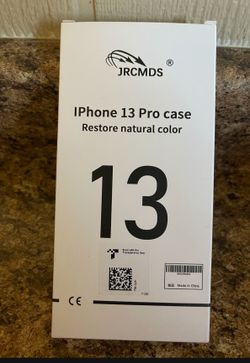 JRCMDS ®
IPhone 13 Pro case
Restore natural color
13
Made in China
CE